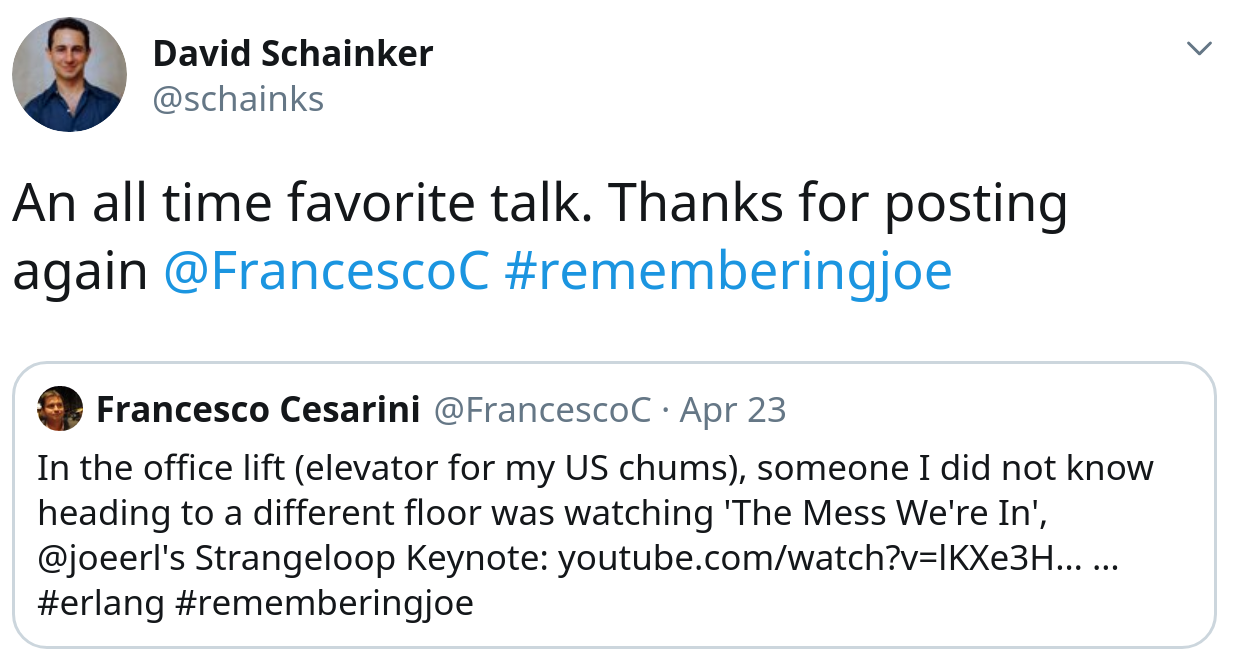 David Schainker
@schainks
An all time favorite talk. Thanks for posting
again @FrancescoC #rememberingjoe
Francesco Cesarini @FrancescoC · Apr 23
In the office lift (elevator for my US chums), someone I did not know
heading to a different floor was watching 'The Mess We're In',
@joeerl's Strangeloop Keynote: youtube.com/watch?v=lKXe3H… …
#erlang #rememberingjoe